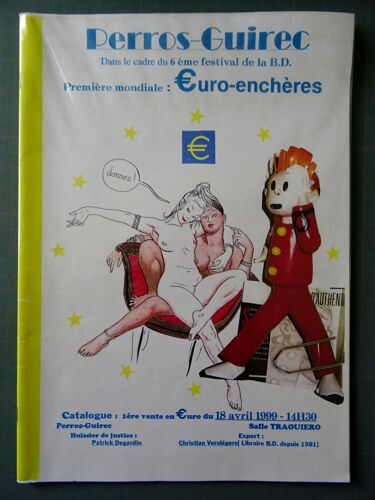 Perros-Guirec
Dans le cadre du 6ème festival de la B.D.
Première mondiale : €uro-enchères
€
donnez !
D'AUTHENT
Catalogue : 1ère vente en €uro du 18 avril 1999 - 14H30
Perros-Guirec Salle TRAOUIERO
Huissier de justice : Expert :
Patrick Degardin Christian Verslégers( Libraire B.D. depuis 1981)